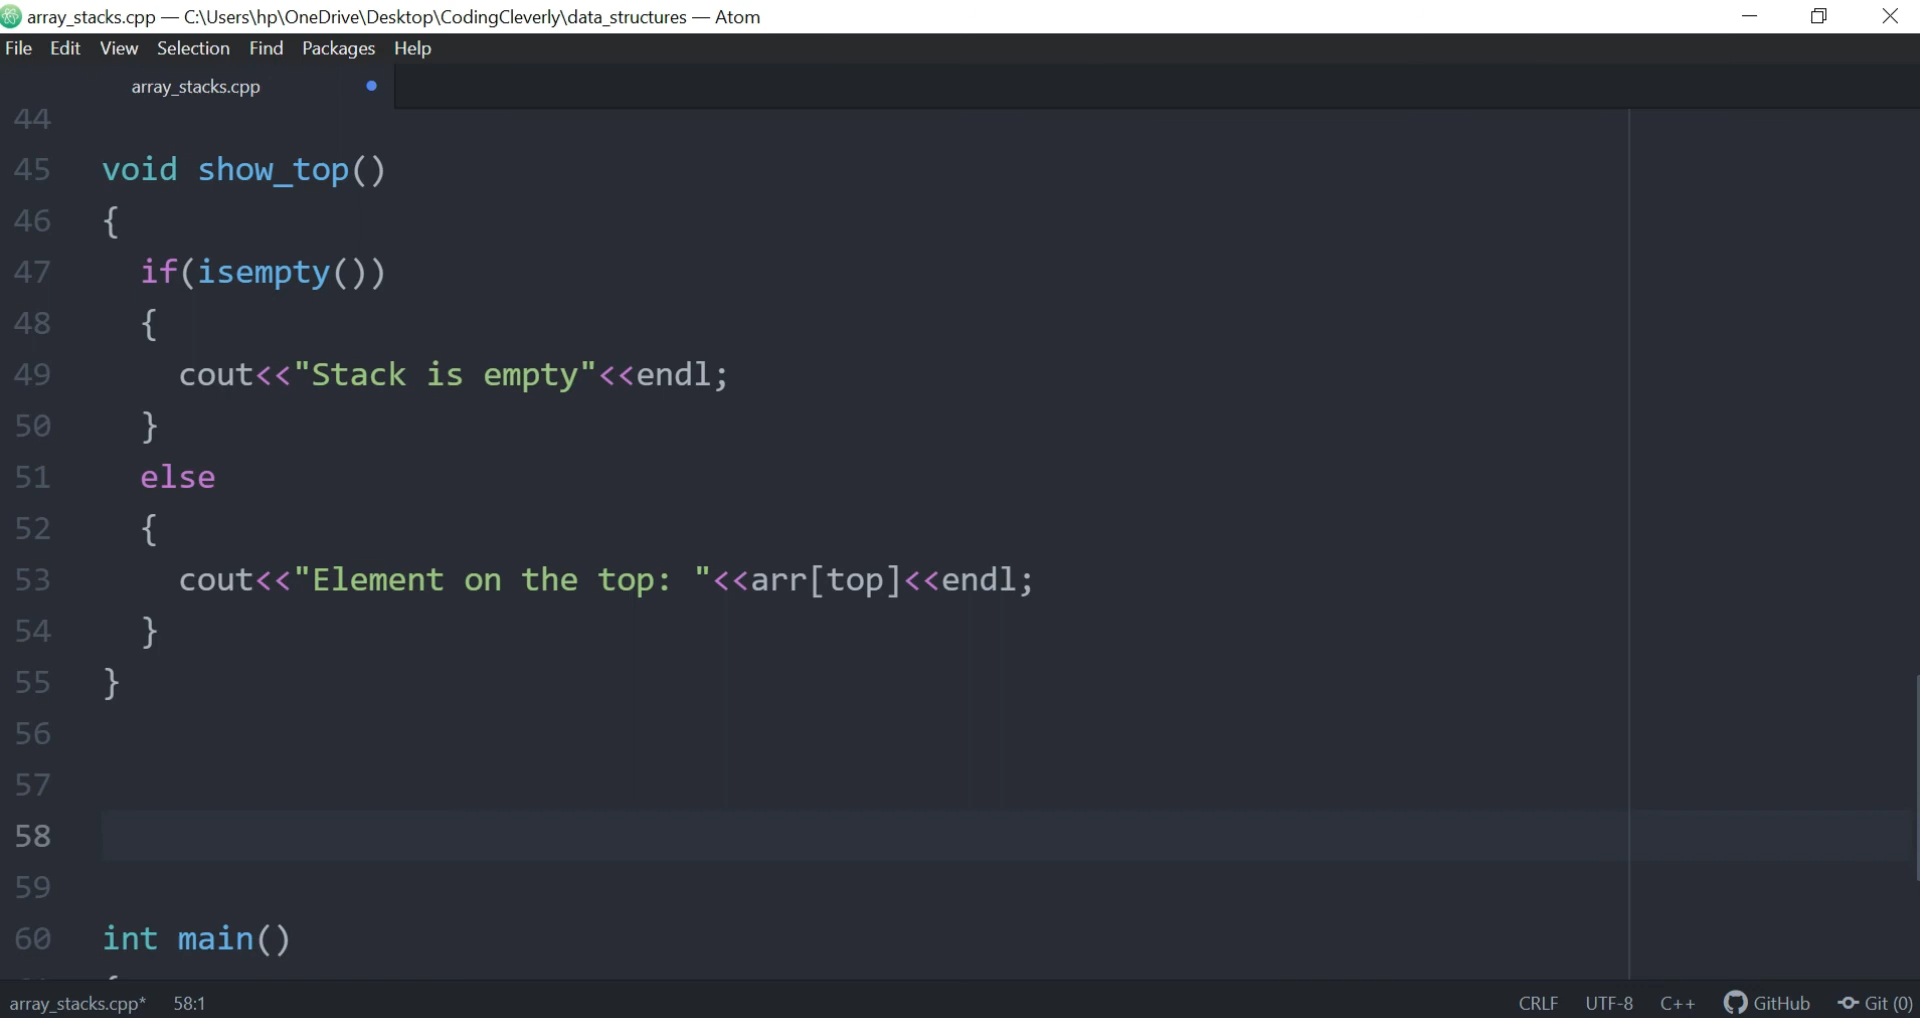 array_stacks.cpp — C:\Users\hp\OneDrive\Desktop\CodingCleverly\data_structures — Atom
File Edit View Selection Find Packages Help
array_stacks.cpp
44
45 void show_top()
46 {
47 if(isempty())
48 {
49 cout<<"Stack is empty"<<endl;
50 }
51 else
52 {
53 cout<<"Element on the top: "<<arr[top]<<endl;
54 }
55 }
56
57
58
59
60 int main()
array_stacks.cpp* 58:1 CRLF UTF-8 C++ GitHub Git (0)